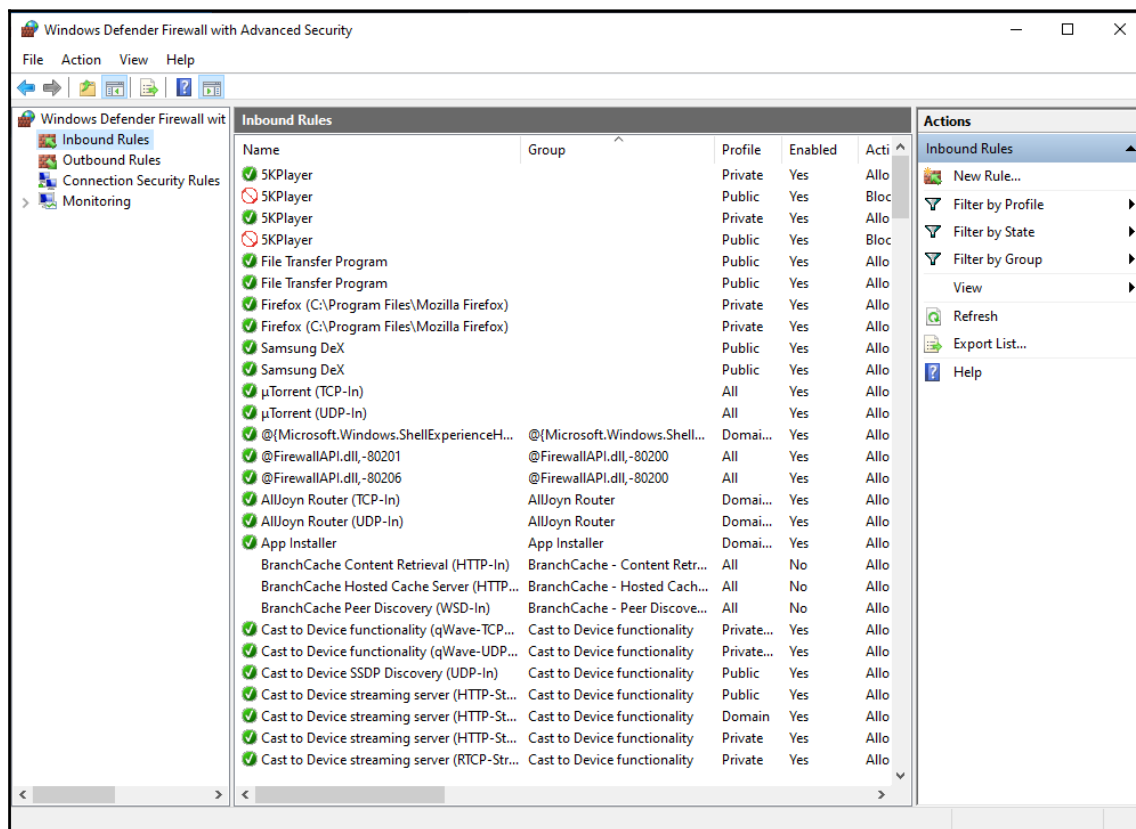 Windows Defender Firewall with Advanced Security
File Action View Help
Windows Defender Firewall wit
Inbound Rules
Outbound Rules
Connection Security Rules
Monitoring
Inbound Rules
Name Group Profile Enabled Acti
5KPlayer Private Yes Allo
5KPlayer Public Yes Bloc
5KPlayer Private Yes Allo
5KPlayer Public Yes Bloc
File Transfer Program Public Yes Allo
File Transfer Program Public Yes Allo
Firefox (C:\Program Files\Mozilla Firefox) Private Yes Allo
Firefox (C:\Program Files\Mozilla Firefox) Private Yes Allo
Samsung DeX Public Yes Allo
Samsung DeX Public Yes Allo
µTorrent (TCP-In) All Yes Allo
µTorrent (UDP-In) All Yes Allo
@{Microsoft.Windows.ShellExperienceH... @{Microsoft.Windows.Shell... Domai... Yes Allo
@FirewallAPI.dll,-80201 @FirewallAPI.dll,-80200 All Yes Allo
@FirewallAPI.dll,-80206 @FirewallAPI.dll,-80200 All Yes Allo
AllJoyn Router (TCP-In) AllJoyn Router Domai... Yes Allo
AllJoyn Router (UDP-In) AllJoyn Router Domai... Yes Allo
App Installer App Installer Domai... Yes Allo
BranchCache Content Retrieval (HTTP-In) BranchCache - Content Retr... All No Allo
BranchCache Hosted Cache Server (HTTP... BranchCache - Hosted Cach... All No Allo
BranchCache Peer Discovery (WSD-In) BranchCache - Peer Discove... All No Allo
Cast to Device functionality (qWave-TCP... Cast to Device functionality Private... Yes Allo
Cast to Device functionality (qWave-UDP... Cast to Device functionality Private... Yes Allo
Cast to Device SSDP Discovery (UDP-In) Cast to Device functionality Public Yes Allo
Cast to Device streaming server (HTTP-St... Cast to Device functionality Public Yes Allo
Cast to Device streaming server (HTTP-St... Cast to Device functionality Domain Yes Allo
Cast to Device streaming server (HTTP-St... Cast to Device functionality Private Yes Allo
Cast to Device streaming server (RTCP-Str... Cast to Device functionality Private Yes Allo
Actions
Inbound Rules
New Rule...
Filter by Profile
Filter by State
Filter by Group
View
Refresh
Export List...
Help